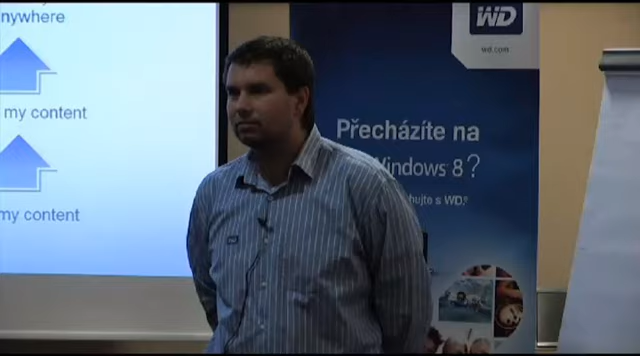 nywhere
my content
my content
WD
wd.com
Přecházíte na
Windows 8?
s WD.